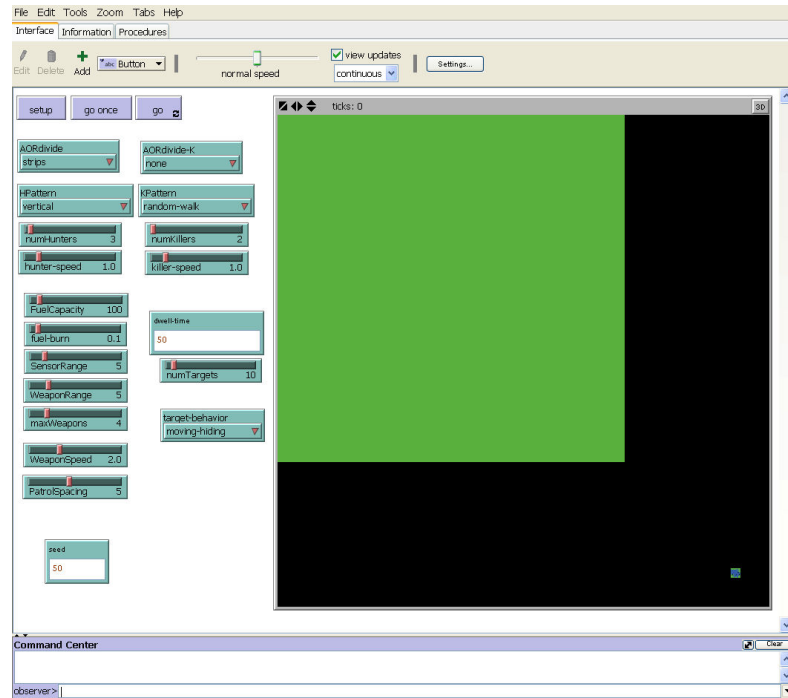 File Edit Tools Zoom Tabs Help
Interface Information Procedures
Edit Delete Add abc Button normal speed view updates continuous Settings...
setup go once go
ticks: 0 3D
AORdivide
strips
AORdivide-K
none
HPattern
vertical
KPattern
random-walk
numHunters 3
numKillers 2
hunter-speed 1.0
killer-speed 1.0
FuelCapacity 100
fuel-burn 0.1
dwell-time
50
SensorRange 5
numTargets 10
WeaponRange 5
maxWeapons 4
target-behavior
moving-hiding
WeaponSpeed 2.0
PatrolSpacing 5
seed
50
Command Center Clear
observer>